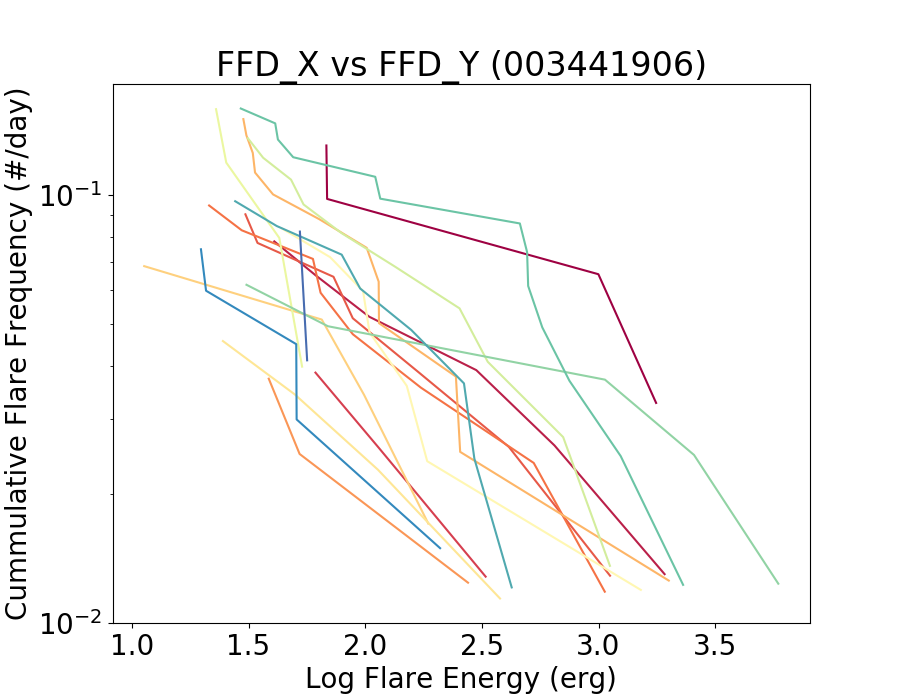 FFD_X vs FFD_Y (003441906)
Cummulative Flare Frequency (#/day)
10⁻¹
10⁻²
1.0 1.5 2.0 2.5 3.0 3.5
Log Flare Energy (erg)